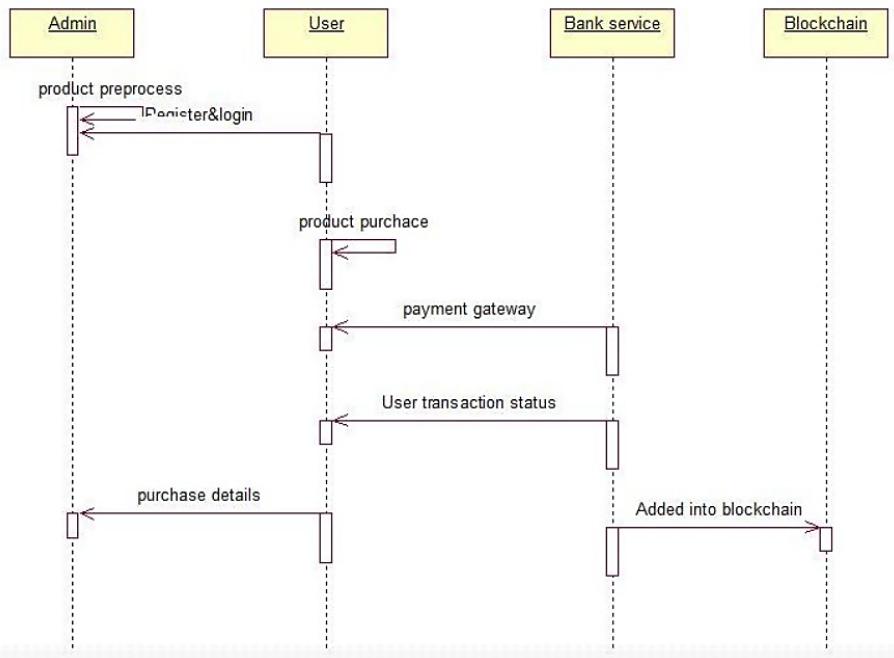 Admin
User
Bank service
Blockchain
product preprocess
Register&login
product purchace
payment gateway
User transaction status
purchase details
Added into blockchain